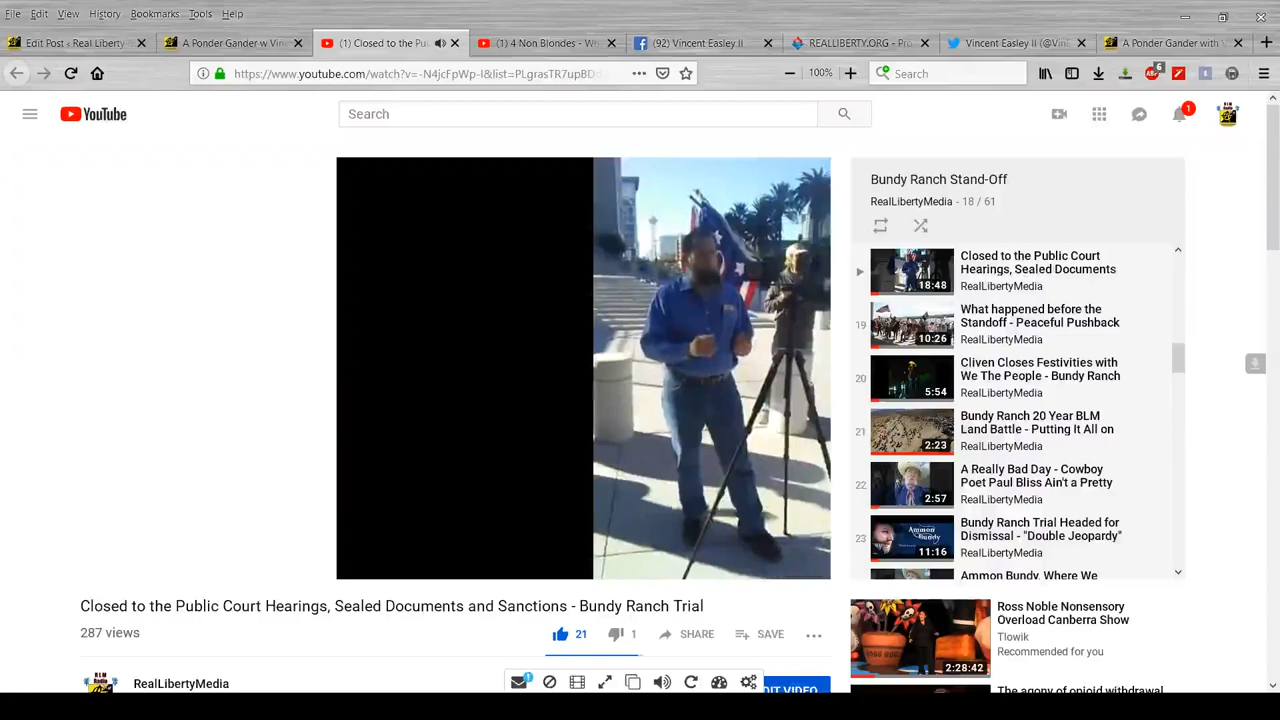 File Edit View History Bookmarks Tools Help
Edit Post ‹ Real Liberty
A Ponder Gander w Vince
(1) Closed to the Pu
(1) 4 Non Blondes - W
(92) Vincent Easley II
REALLIBERTY.ORG - Pro
Vincent Easley II (@Vin
A Ponder Gander with
https://www.youtube.com/watch?v=-N4jcFpWrp-I&list=PLgrasTR7upBD
100%
Search
6
YouTube
Search
1
Bundy Ranch Stand-Off
RealLibertyMedia - 18 / 61
Closed to the Public Court
Hearings, Sealed Documents
RealLibertyMedia
18:48
19
What happened before the
Standoff - Peaceful Pushback
RealLibertyMedia
10:26
20
Cliven Closes Festivities with
We The People - Bundy Ranch
RealLibertyMedia
5:54
21
Bundy Ranch 20 Year BLM
Land Battle - Putting It All on
RealLibertyMedia
2:23
22
A Really Bad Day - Cowboy
Poet Paul Bliss Ain't a Pretty
RealLibertyMedia
2:57
23
Bundy Ranch Trial Headed for
Dismissal - "Double Jeopardy"
RealLibertyMedia
11:16
Ammon Bundy, Where We
Closed to the Public Court Hearings, Sealed Documents and Sanctions - Bundy Ranch Trial
287 views
21
1
SHARE
SAVE
RealLibertyMedia
1
EDIT VIDEO
Ross Noble Nonsensory
Overload Canberra Show
Tlowik
Recommended for you
2:28:42
The agony of opioid withdrawal